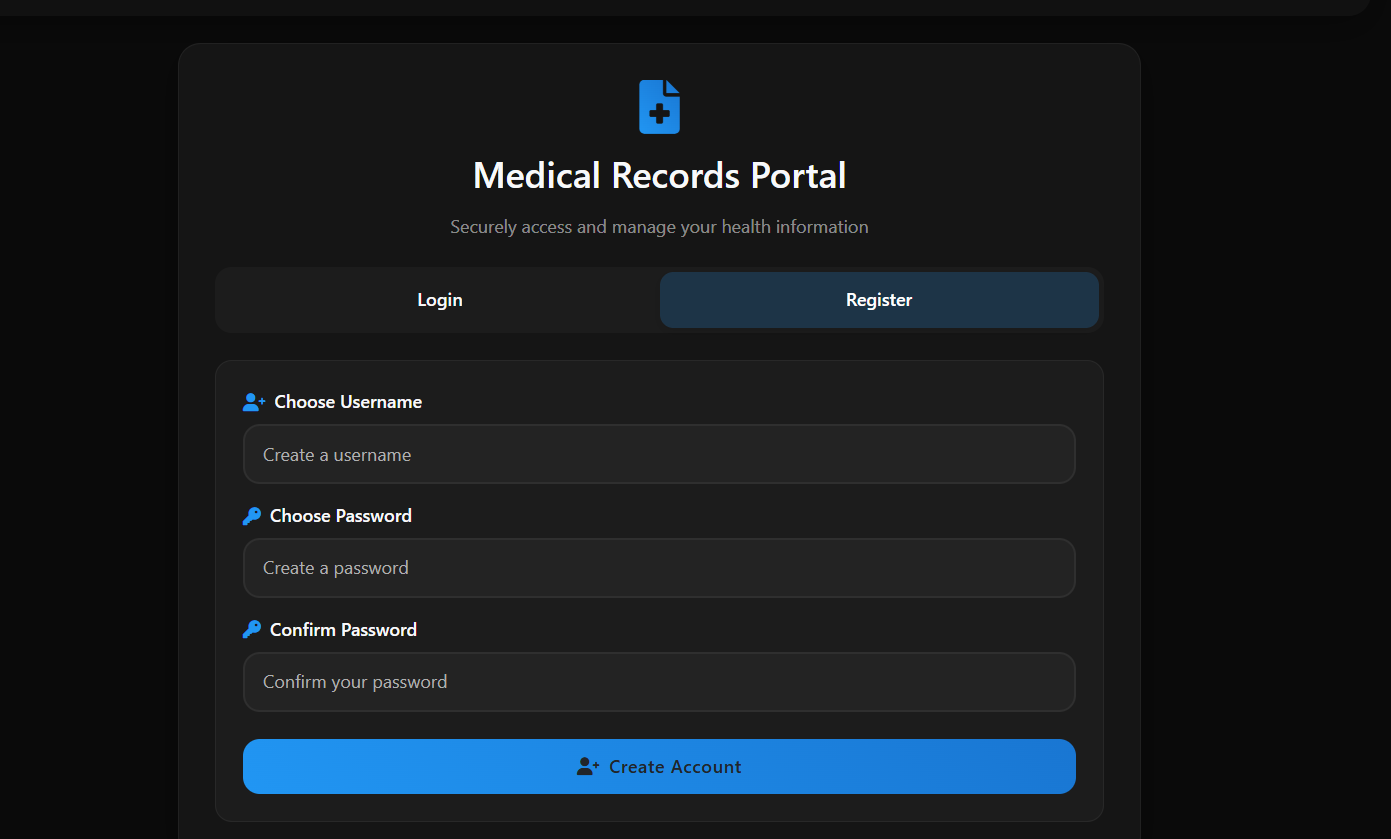 Medical Records Portal
Securely access and manage your health information
Login
Register
Choose Username
Create a username
Choose Password
Create a password
Confirm Password
Confirm your password
Create Account